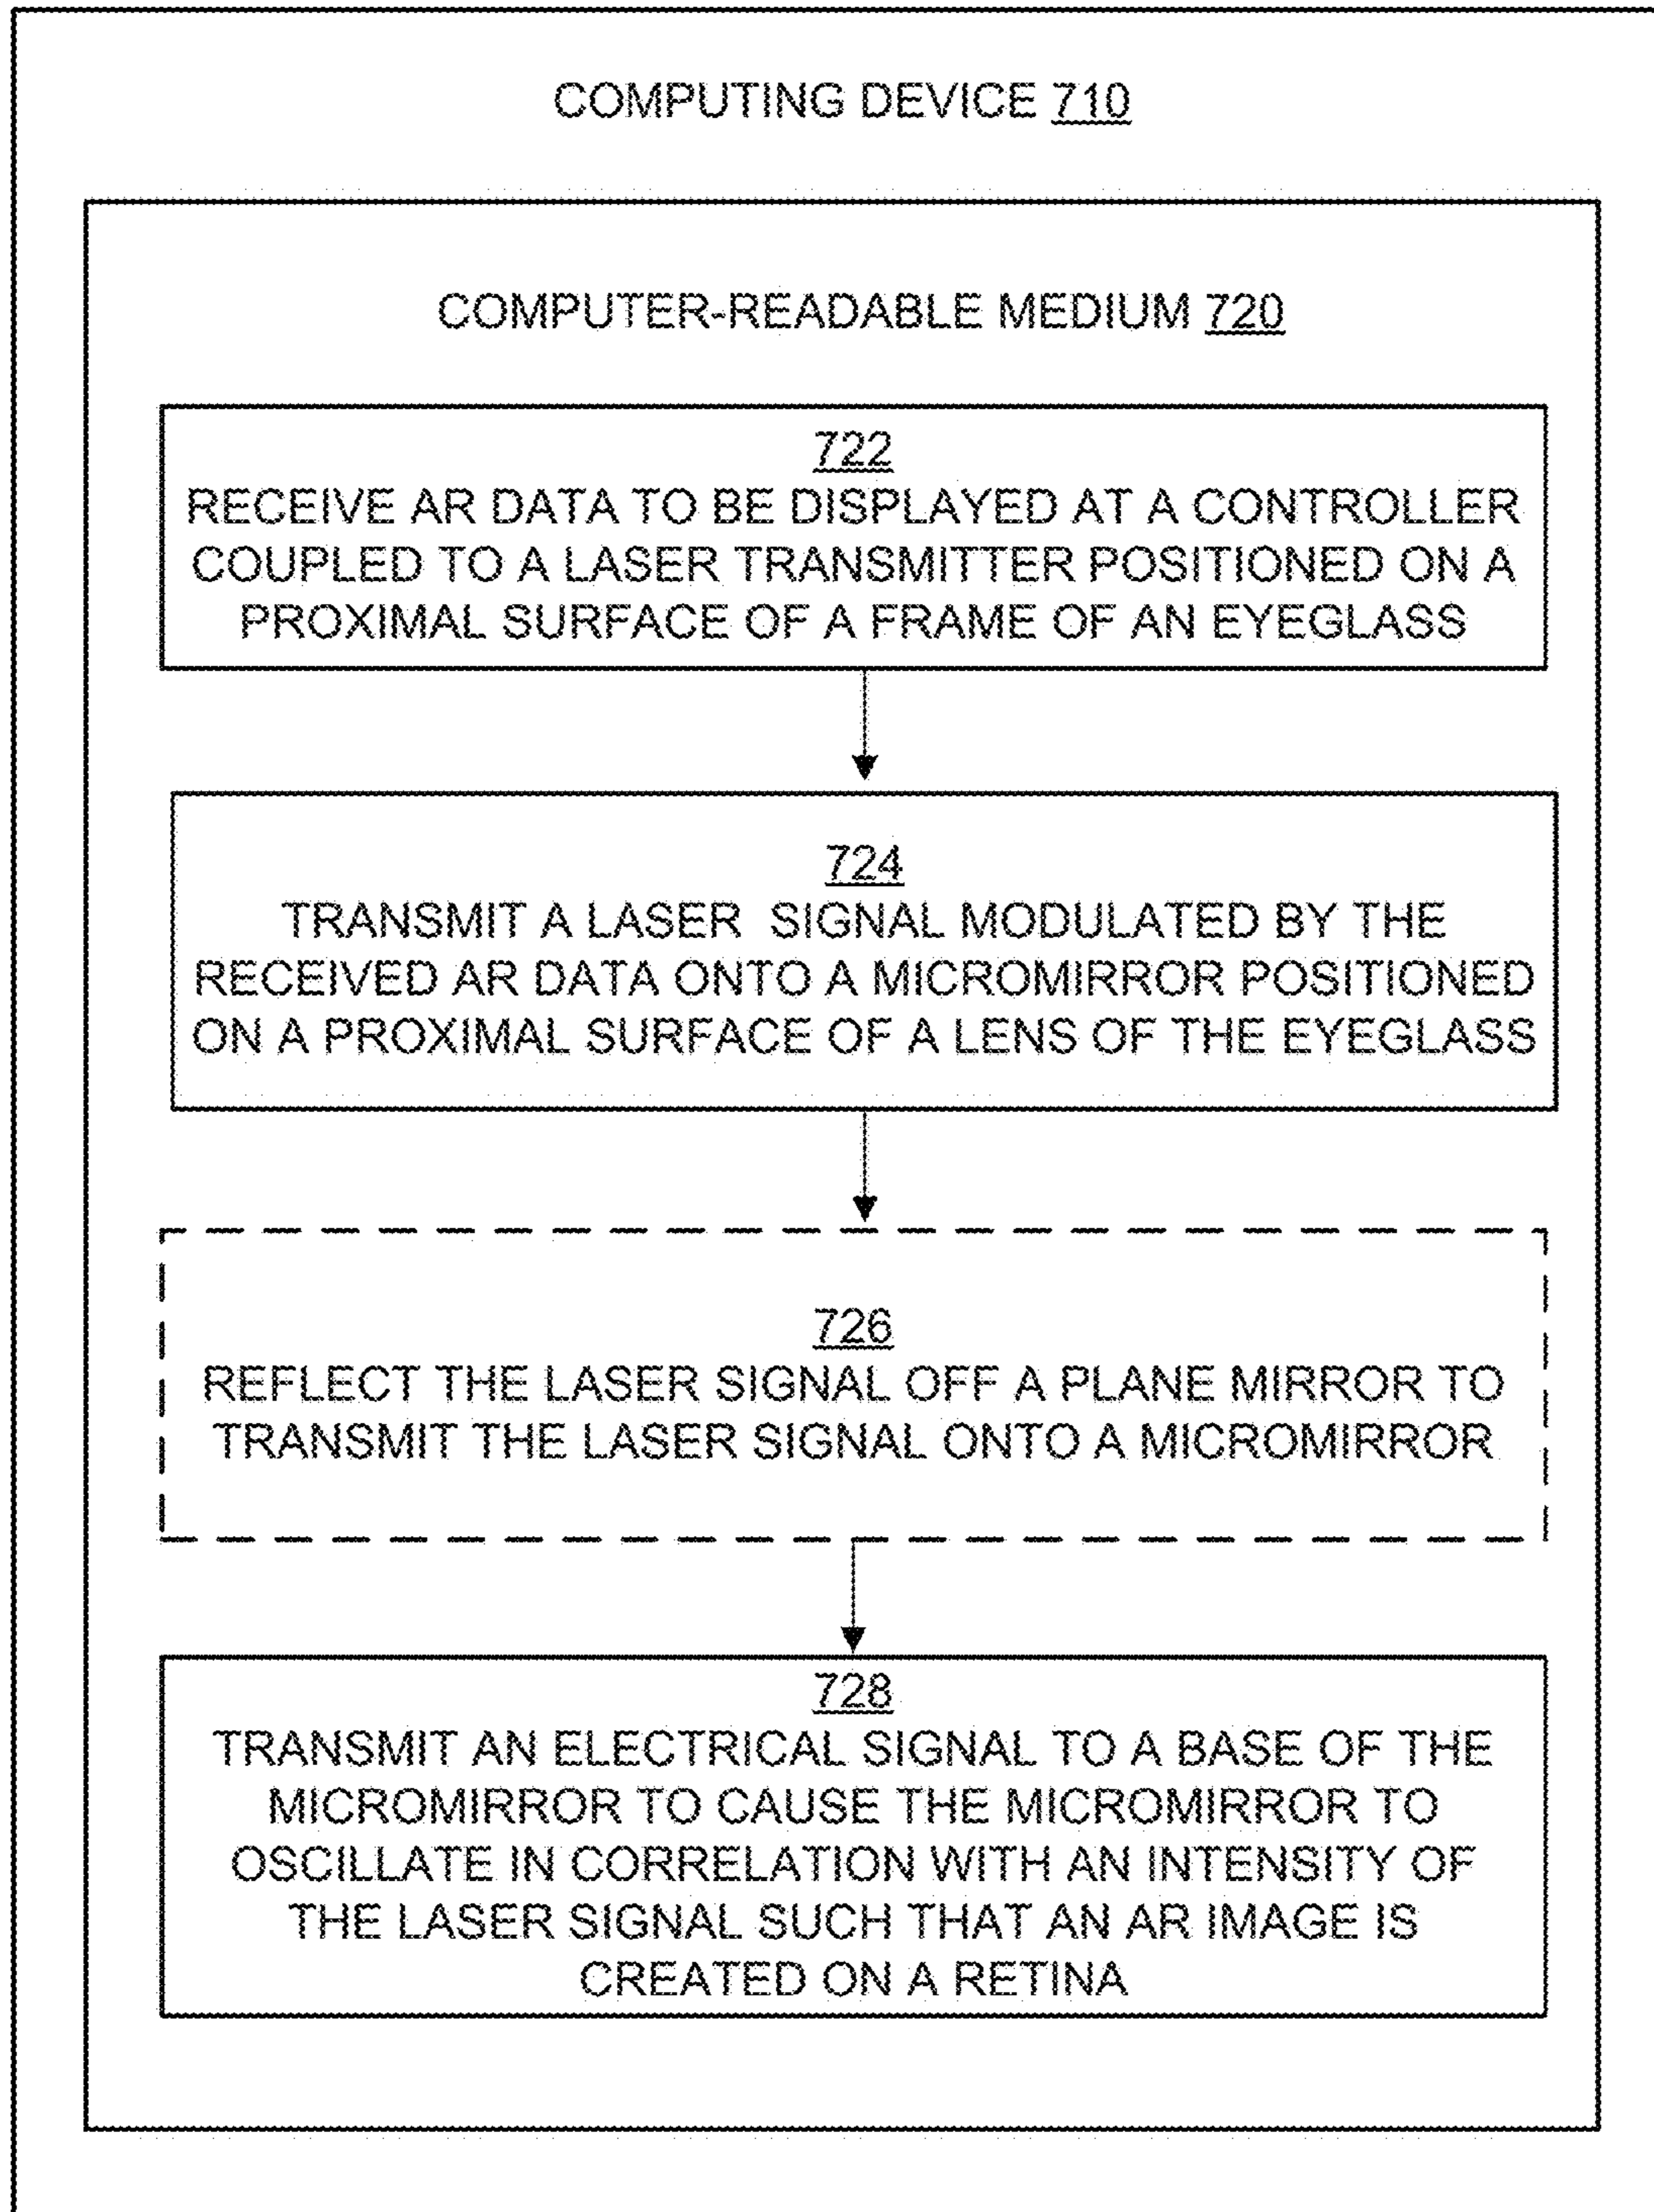 COMPUTING DEVICE 710
COMPUTER-READABLE MEDIUM 720
722
RECEIVE AR DATA TO BE DISPLAYED AT A CONTROLLER
COUPLED TO A LASER TRANSMITTER POSITIONED ON A
PROXIMAL SURFACE OF A FRAME OF AN EYEGLASS
724
TRANSMIT A LASER SIGNAL MODULATED BY THE
RECEIVED AR DATA ONTO A MICROMIRROR POSITIONED
ON A PROXIMAL SURFACE OF A LENS OF THE EYEGLASS
726
REFLECT THE LASER SIGNAL OFF A PLANE MIRROR TO
TRANSMIT THE LASER SIGNAL ONTO A MICROMIRROR
728
TRANSMIT AN ELECTRICAL SIGNAL TO A BASE OF THE
MICROMIRROR TO CAUSE THE MICROMIRROR TO
OSCILLATE IN CORRELATION WITH AN INTENSITY OF
THE LASER SIGNAL SUCH THAT AN AR IMAGE IS
CREATED ON A RETINA